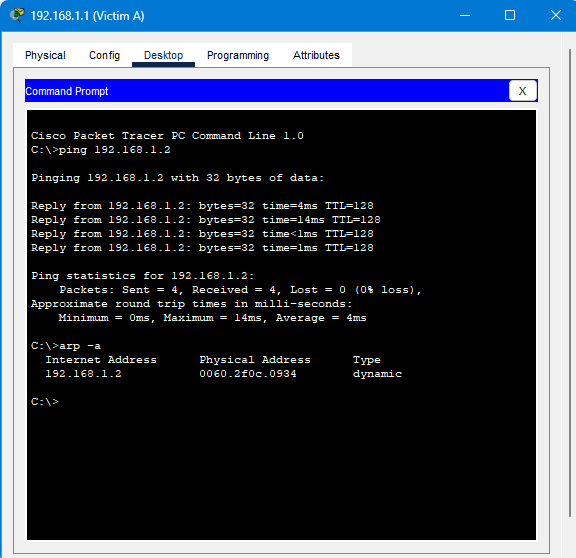 192.168.1.1 (Victim A)
Physical Config Desktop Programming Attributes
Command Prompt X
Cisco Packet Tracer PC Command Line 1.0
C:\>ping 192.168.1.2
Pinging 192.168.1.2 with 32 bytes of data:
Reply from 192.168.1.2: bytes=32 time=4ms TTL=128
Reply from 192.168.1.2: bytes=32 time=14ms TTL=128
Reply from 192.168.1.2: bytes=32 time<1ms TTL=128
Reply from 192.168.1.2: bytes=32 time=1ms TTL=128
Ping statistics for 192.168.1.2:
Packets: Sent = 4, Received = 4, Lost = 0 (0% loss),
Approximate round trip times in milli-seconds:
Minimum = 0ms, Maximum = 14ms, Average = 4ms
C:\>arp -a
Internet Address Physical Address Type
192.168.1.2 0060.2f0c.0934 dynamic
C:\>